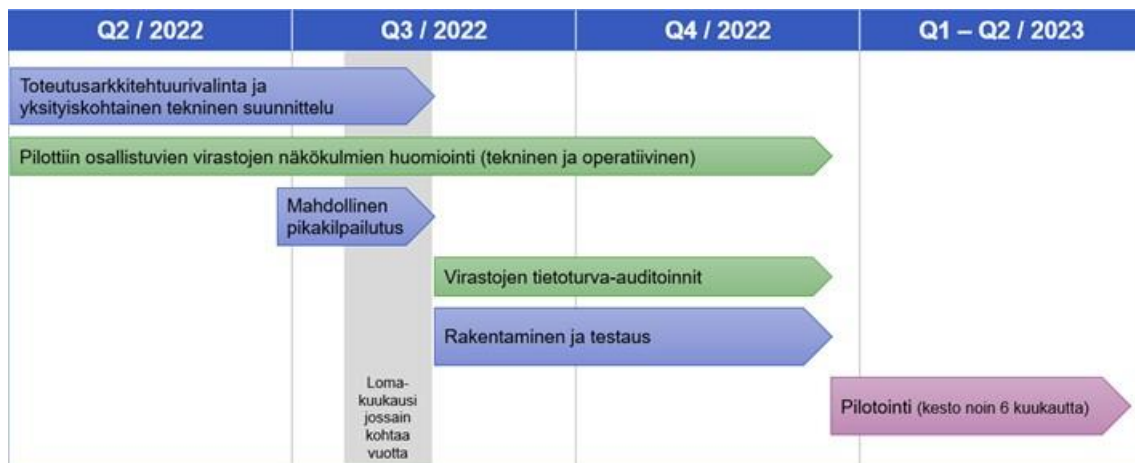 Q2 / 2022
Q3 / 2022
Q4 / 2022
Q1 – Q2 / 2023
Toteutusarkkitehtuurivalinta ja
yksityiskohtainen tekninen suunnittelu
Pilottiin osallistuvien virastojen näkökulmien huomiointi (tekninen ja operatiivinen)
Mahdollinen
pikakilpailutus
Virastojen tietoturva-auditoinnit
Rakentaminen ja testaus
Loma-
kuukausi
jossain
kohtaa
vuotta
Pilotointi (kesto noin 6 kuukautta)